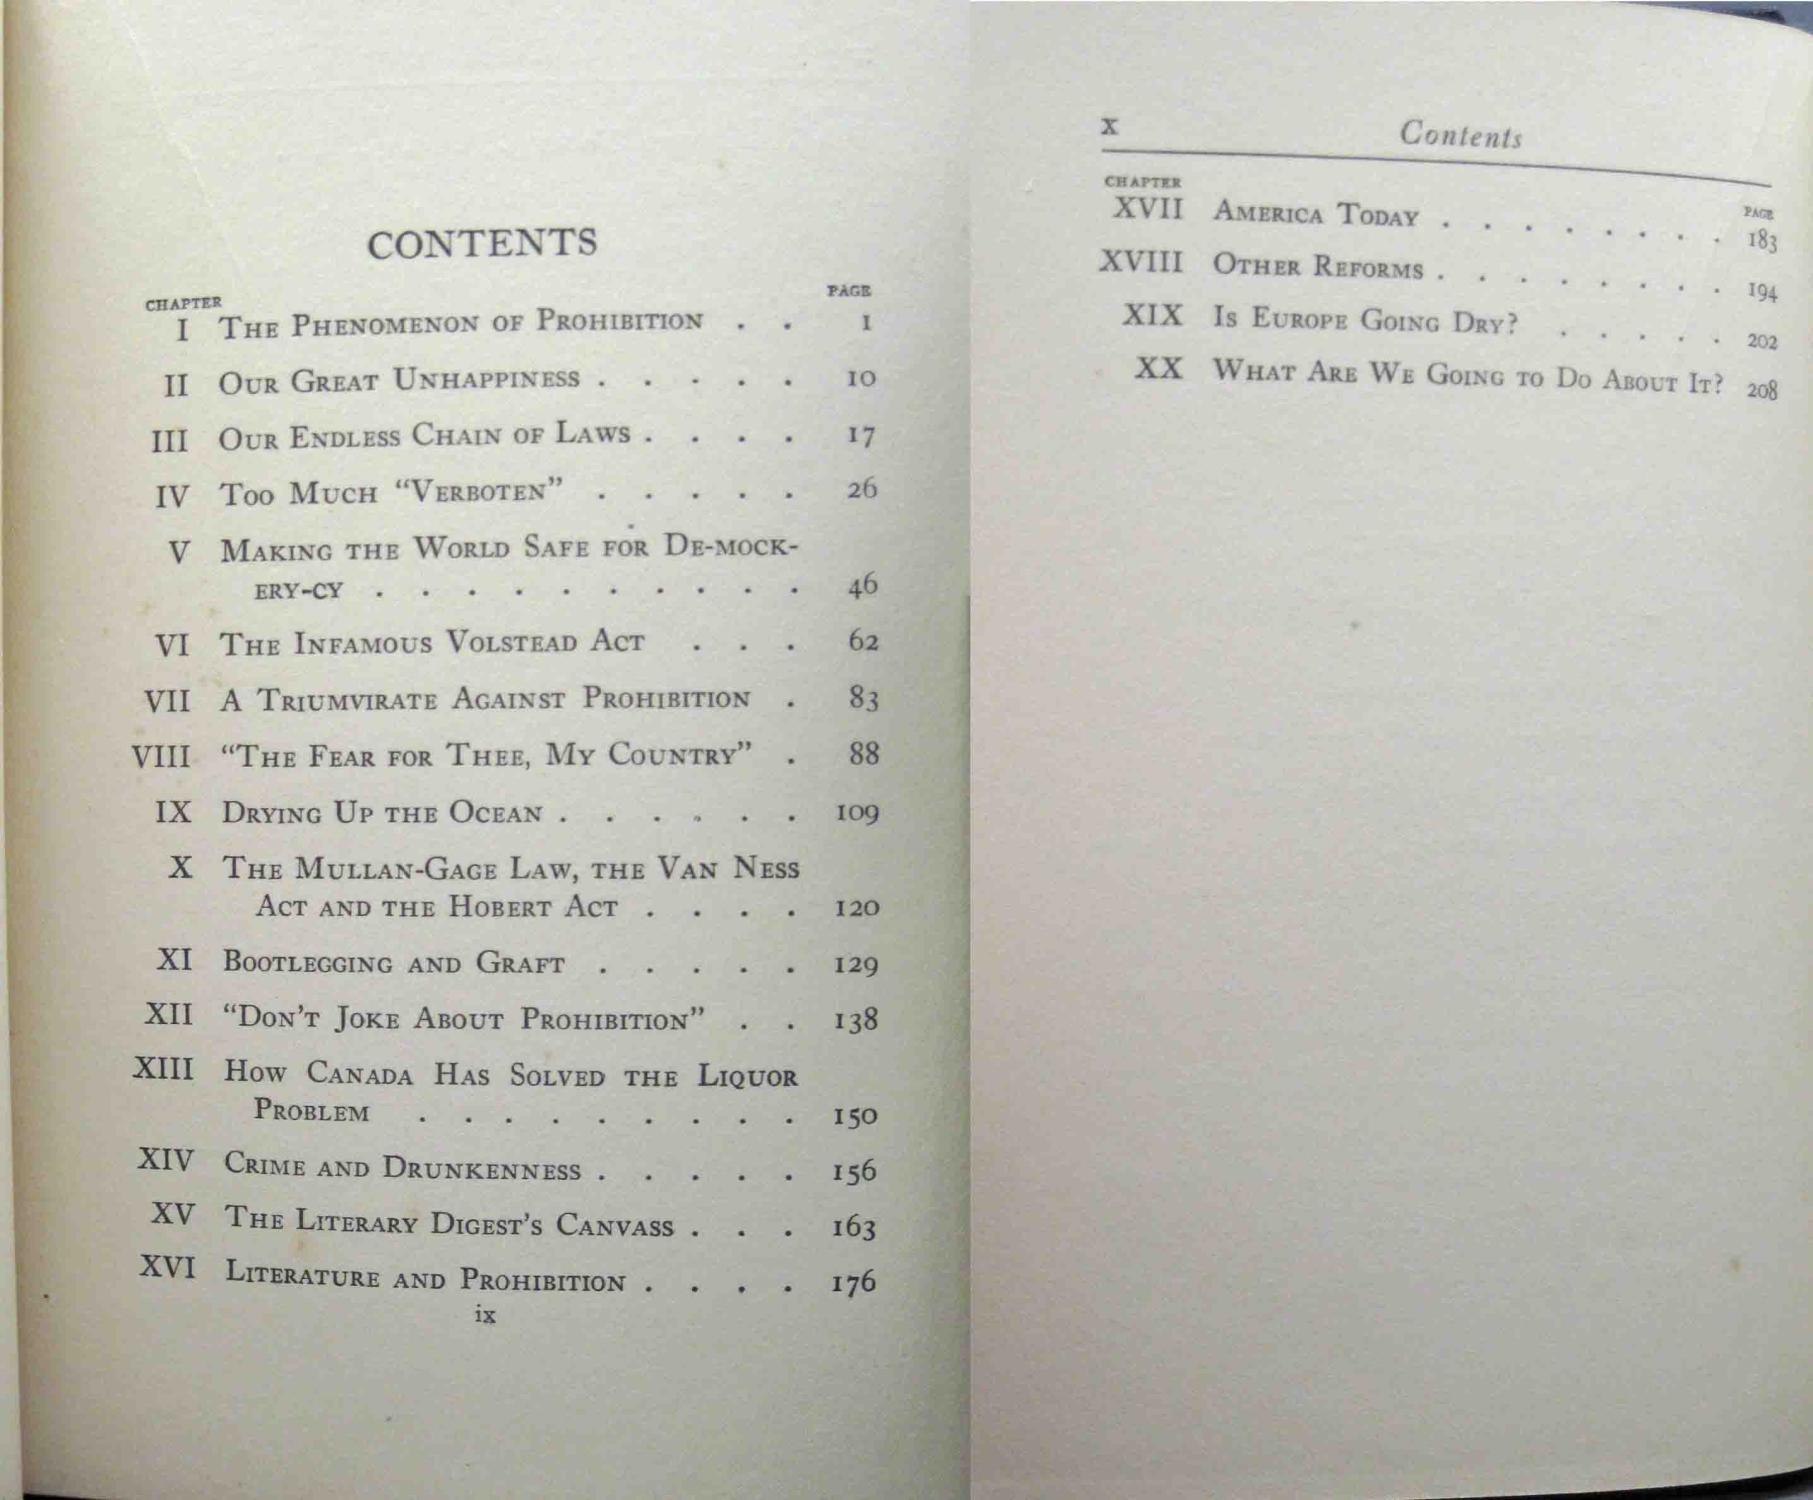 CONTENTS
CHAPTER PAGE
I THE PHENOMENON OF PROHIBITION . . 1
II OUR GREAT UNHAPPINESS . . . . . 10
III OUR ENDLESS CHAIN OF LAWS . . . . 17
IV TOO MUCH “VERBOTEN” . . . . . 26
V MAKING THE WORLD SAFE FOR DE-MOCK-
ERY-CY . . . . . . . . . . 46
VI THE INFAMOUS VOLSTEAD ACT . . . 62
VII A TRIUMVIRATE AGAINST PROHIBITION . 83
VIII “THE FEAR FOR THEE, MY COUNTRY” . 88
IX DRYING UP THE OCEAN . . . . . . 109
X THE MULLAN-GAGE LAW, THE VAN NESS
ACT AND THE HOBERT ACT . . . . 120
XI BOOTLEGGING AND GRAFT . . . . . 129
XII “DON’T JOKE ABOUT PROHIBITION” . . 138
XIII HOW CANADA HAS SOLVED THE LIQUOR
PROBLEM . . . . . . . . . 150
XIV CRIME AND DRUNKENNESS . . . . . 156
XV THE LITERARY DIGEST’S CANVASS . . . 163
XVI LITERATURE AND PROHIBITION . . . . 176
ix
x Contents
CHAPTER PAGE
XVII AMERICA TODAY . . . . . . . . 183
XVIII OTHER REFORMS . . . . . . . . 194
XIX IS EUROPE GOING DRY? . . . . . 202
XX WHAT ARE WE GOING TO DO ABOUT IT? 208